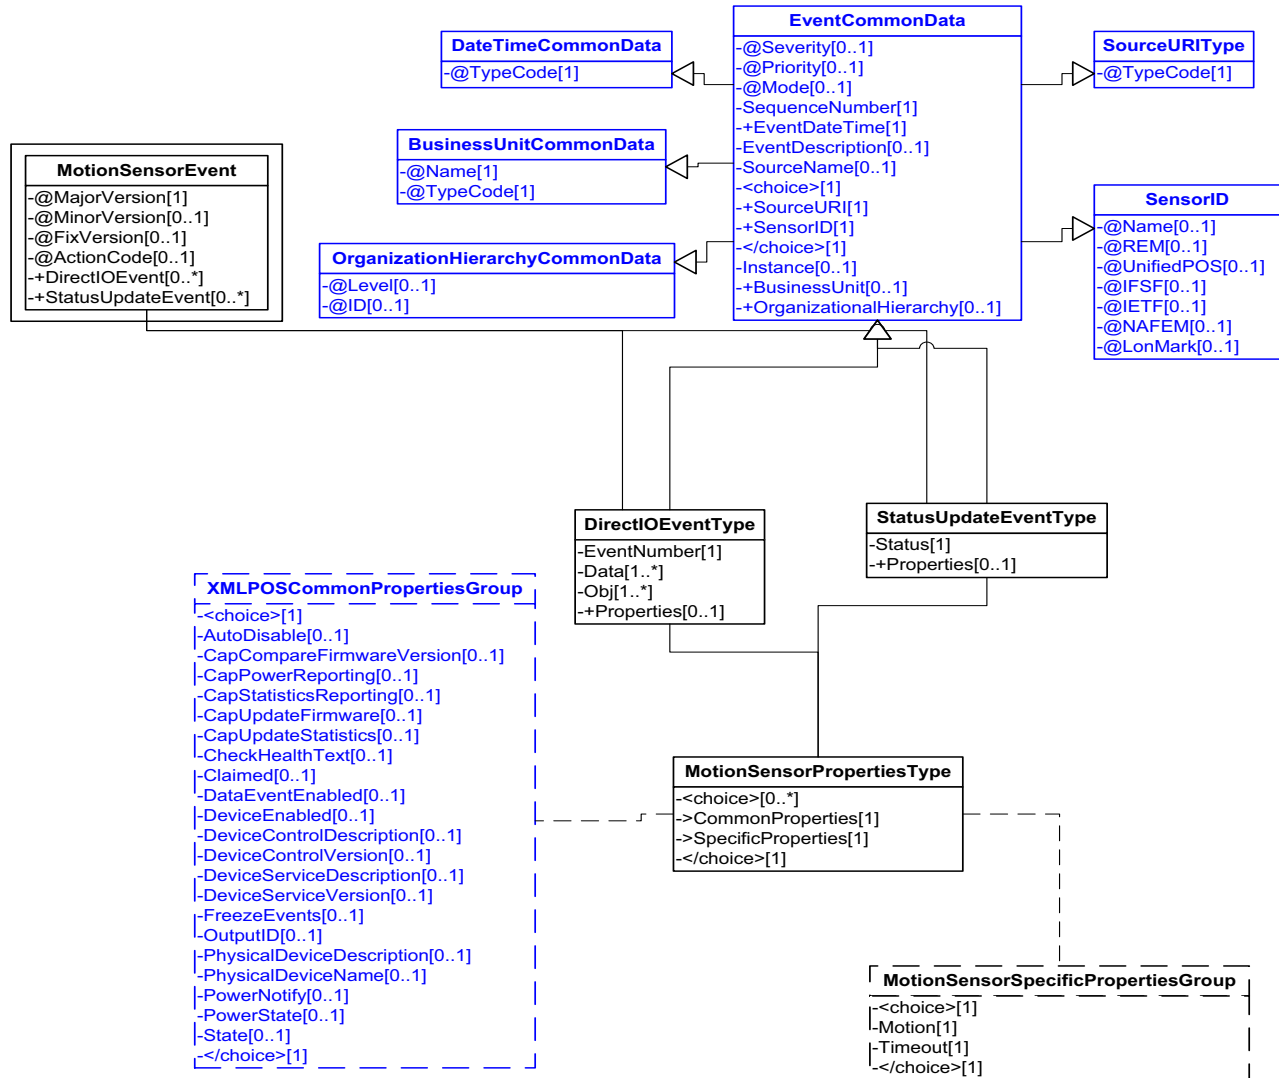 EventCommonData
-@Severity[0..1]
-@Priority[0..1]
-@Mode[0..1]
-SequenceNumber[1]
-+EventDateTime[1]
-EventDescription[0..1]
-SourceName[0..1]
-<choice>[1]
-+SourceURI[1]
-+SensorID[1]
-</choice>[1]
-Instance[0..1]
-+BusinessUnit[0..1]
-+OrganizationalHierarchy[0..1]
DateTimeCommonData
-@TypeCode[1]
SourceURIType
-@TypeCode[1]
BusinessUnitCommonData
-@Name[1]
-@TypeCode[1]
MotionSensorEvent
-@MajorVersion[1]
-@MinorVersion[0..1]
-@FixVersion[0..1]
-@ActionCode[0..1]
-+DirectIOEvent[0..*]
-+StatusUpdateEvent[0..*]
SensorID
-@Name[0..1]
-@REM[0..1]
-@UnifiedPOS[0..1]
-@IFSF[0..1]
-@IETF[0..1]
-@NAFEM[0..1]
-@LonMark[0..1]
OrganizationHierarchyCommonData
-@Level[0..1]
-@ID[0..1]
DirectIOEventType
-EventNumber[1]
-Data[1..*]
-Obj[1..*]
-+Properties[0..1]
StatusUpdateEventType
-Status[1]
-+Properties[0..1]
XMLPOSCommonPropertiesGroup
-<choice>[1]
-AutoDisable[0..1]
-CapCompareFirmwareVersion[0..1]
-CapPowerReporting[0..1]
-CapStatisticsReporting[0..1]
-CapUpdateFirmware[0..1]
-CapUpdateStatistics[0..1]
-CheckHealthText[0..1]
-Claimed[0..1]
-DataEventEnabled[0..1]
-DeviceEnabled[0..1]
-DeviceControlDescription[0..1]
-DeviceControlVersion[0..1]
-DeviceServiceDescription[0..1]
-DeviceServiceVersion[0..1]
-FreezeEvents[0..1]
-OutputID[0..1]
-PhysicalDeviceDescription[0..1]
-PhysicalDeviceName[0..1]
-PowerNotify[0..1]
-PowerState[0..1]
-State[0..1]
-</choice>[1]
MotionSensorPropertiesType
-<choice>[0..*]
->CommonProperties[1]
->SpecificProperties[1]
-</choice>[1]
MotionSensorSpecificPropertiesGroup
-<choice>[1]
-Motion[1]
-Timeout[1]
-</choice>[1]